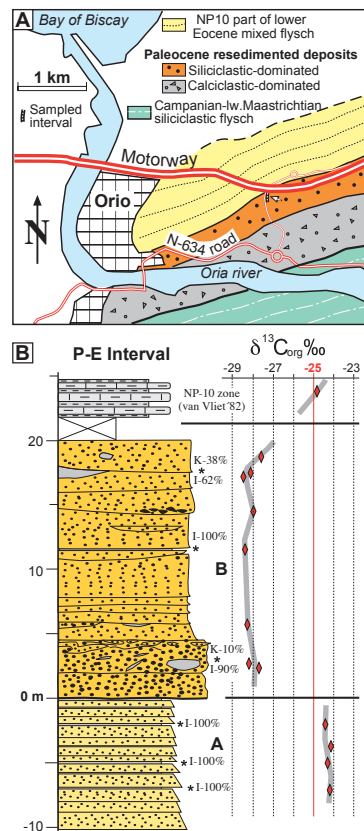 A
Bay of Biscay
1 km
Sampled
interval
NP10 part of lower
Eocene mixed flysch
Paleocene resedimented deposits
Siliciclastic-dominated
Calciclastic-dominated
Campanian-lw.Maastrichtian
siliciclastic flysch
Motorway
Orio
N
N-634 road
Oria river
B
P-E Interval
δ13Corg‰
-29 -27 -25 -23
NP-10 zone
(van Vliet´82)
20
K-38%
*
I-62%
I-100%
*
10
B
K-10%
*
I-90%
0 m
A
*I-100%
*I-100%
*I-100%
-10